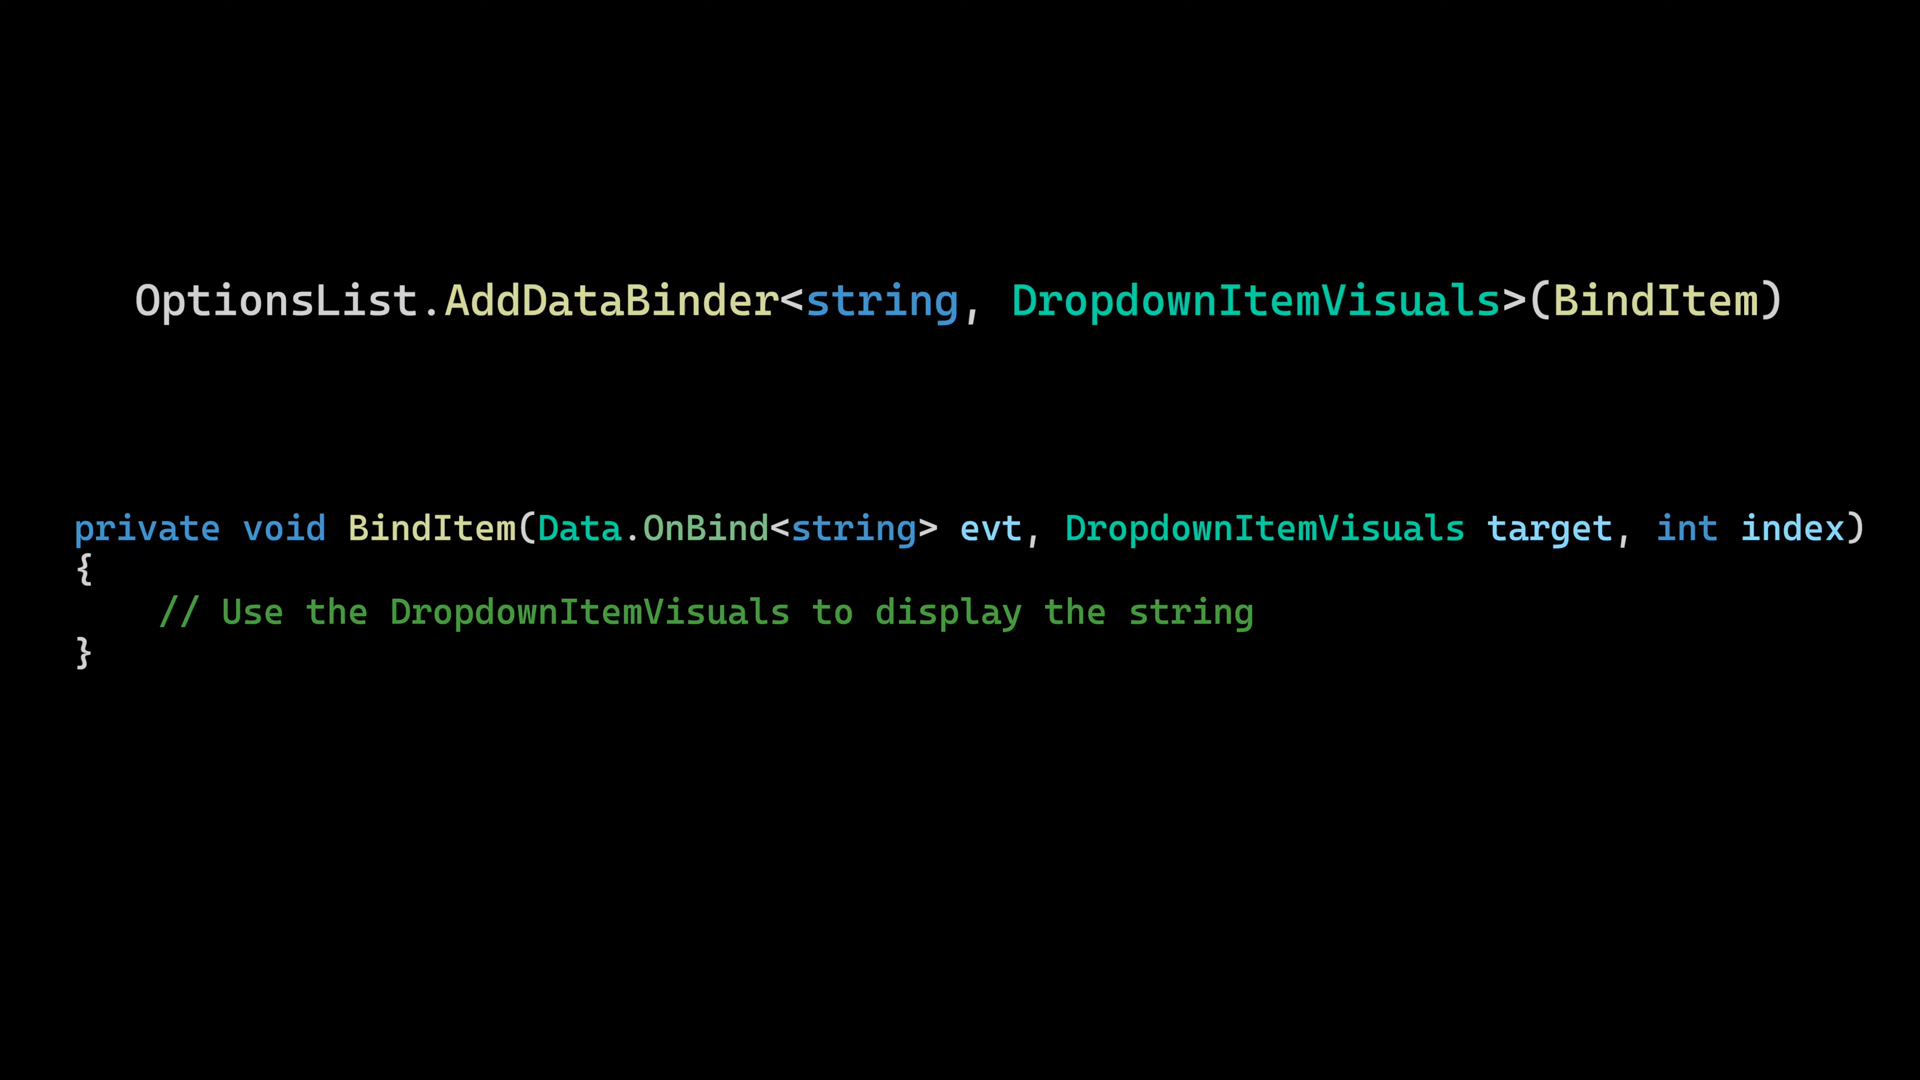 OptionsList.AddDataBinder<string, DropdownItemVisuals>(BindItem)
private void BindItem(Data.OnBind<string> evt, DropdownItemVisuals target, int index)
{
    // Use the DropdownItemVisuals to display the string
}